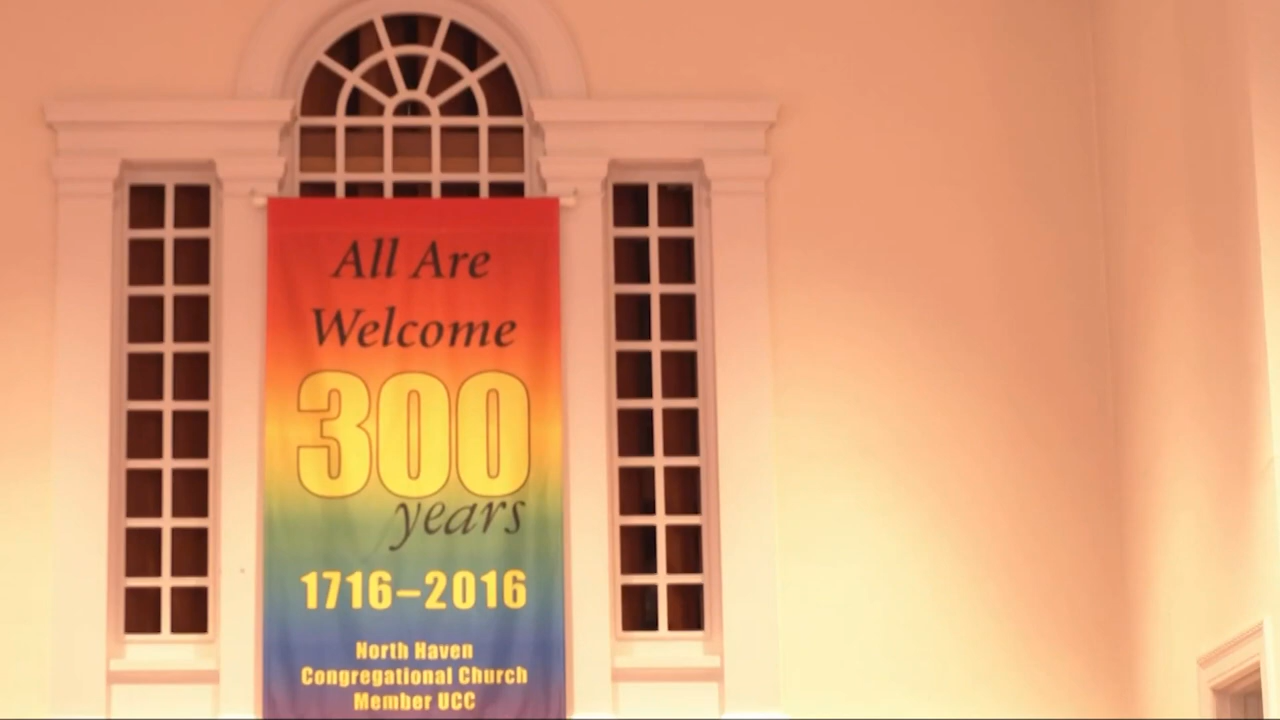 All Are
Welcome
300
years
1716–2016
North Haven
Congregational Church
Member UCC